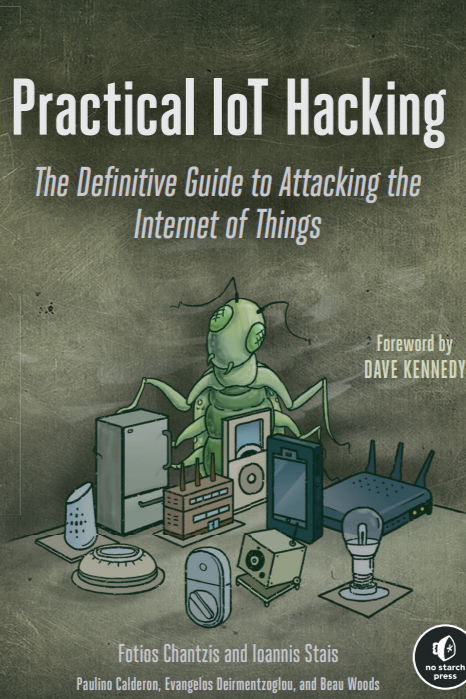 Practical IoT Hacking
The Definitive Guide to Attacking the
Internet of Things
Foreword by
DAVE KENNEDY
Fotios Chantzis and Ioannis Stais
Paulino Calderon, Evangelos Deirmentzoglou, and Beau Woods
no starch
press